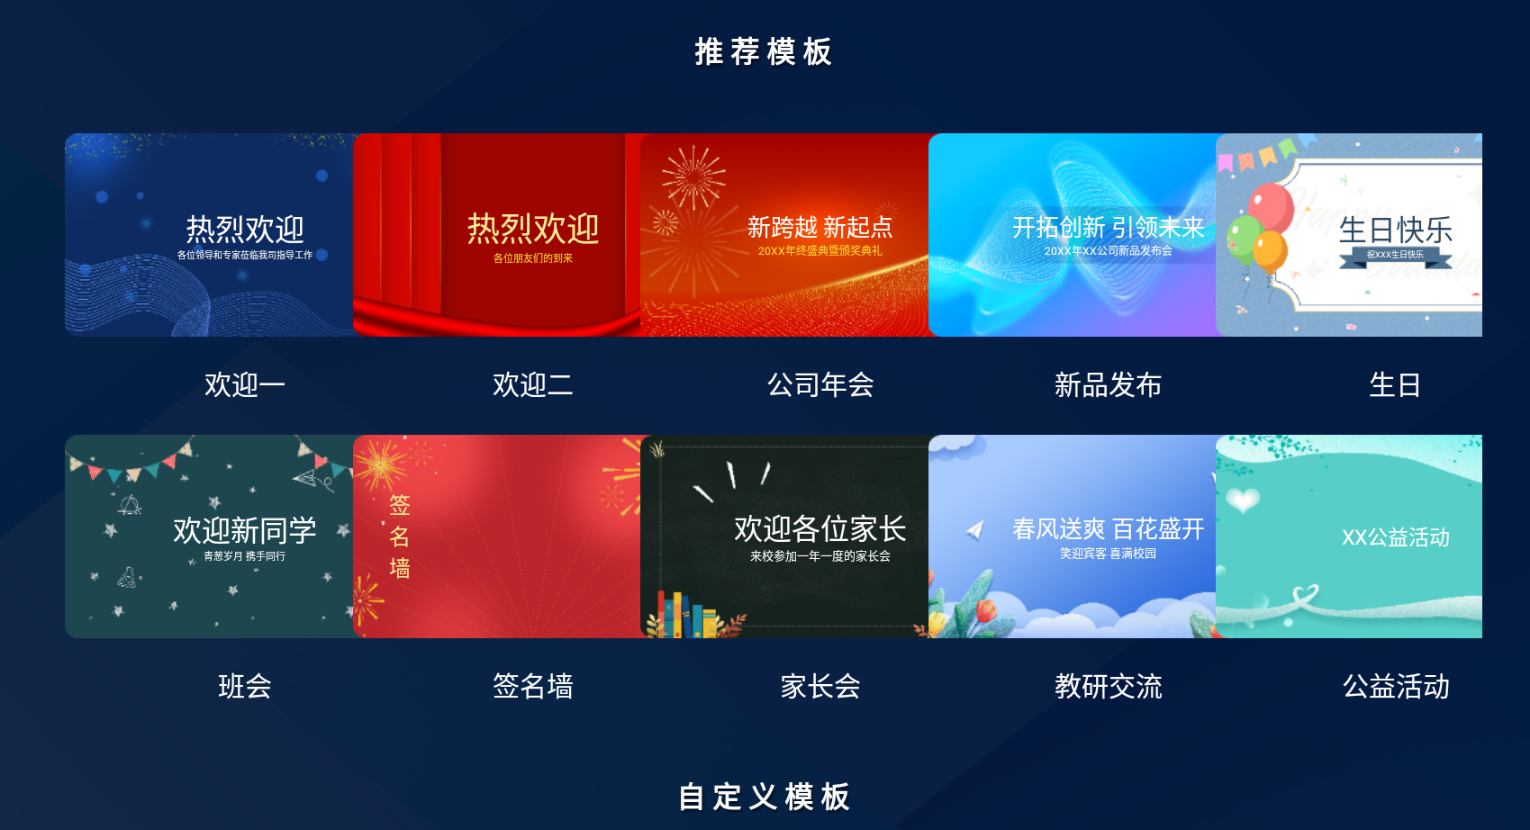 推荐模板
热烈欢迎
各位领导和专家莅临我司指导工作
热烈欢迎
各位朋友们的到来
新跨越 新起点
20XX年终盛典暨颁奖典礼
开拓创新 引领未来
20XX年XX公司新品发布会
生日快乐
祝XXX生日快乐
欢迎一
欢迎二
公司年会
新品发布
生日
欢迎新同学
青葱岁月 携手同行
签名墙
欢迎各位家长
来校参加一年一度的家长会
春风送爽 百花盛开
笑迎宾客 喜满校园
XX公益活动
班会
签名墙
家长会
教研交流
公益活动
自定义模板